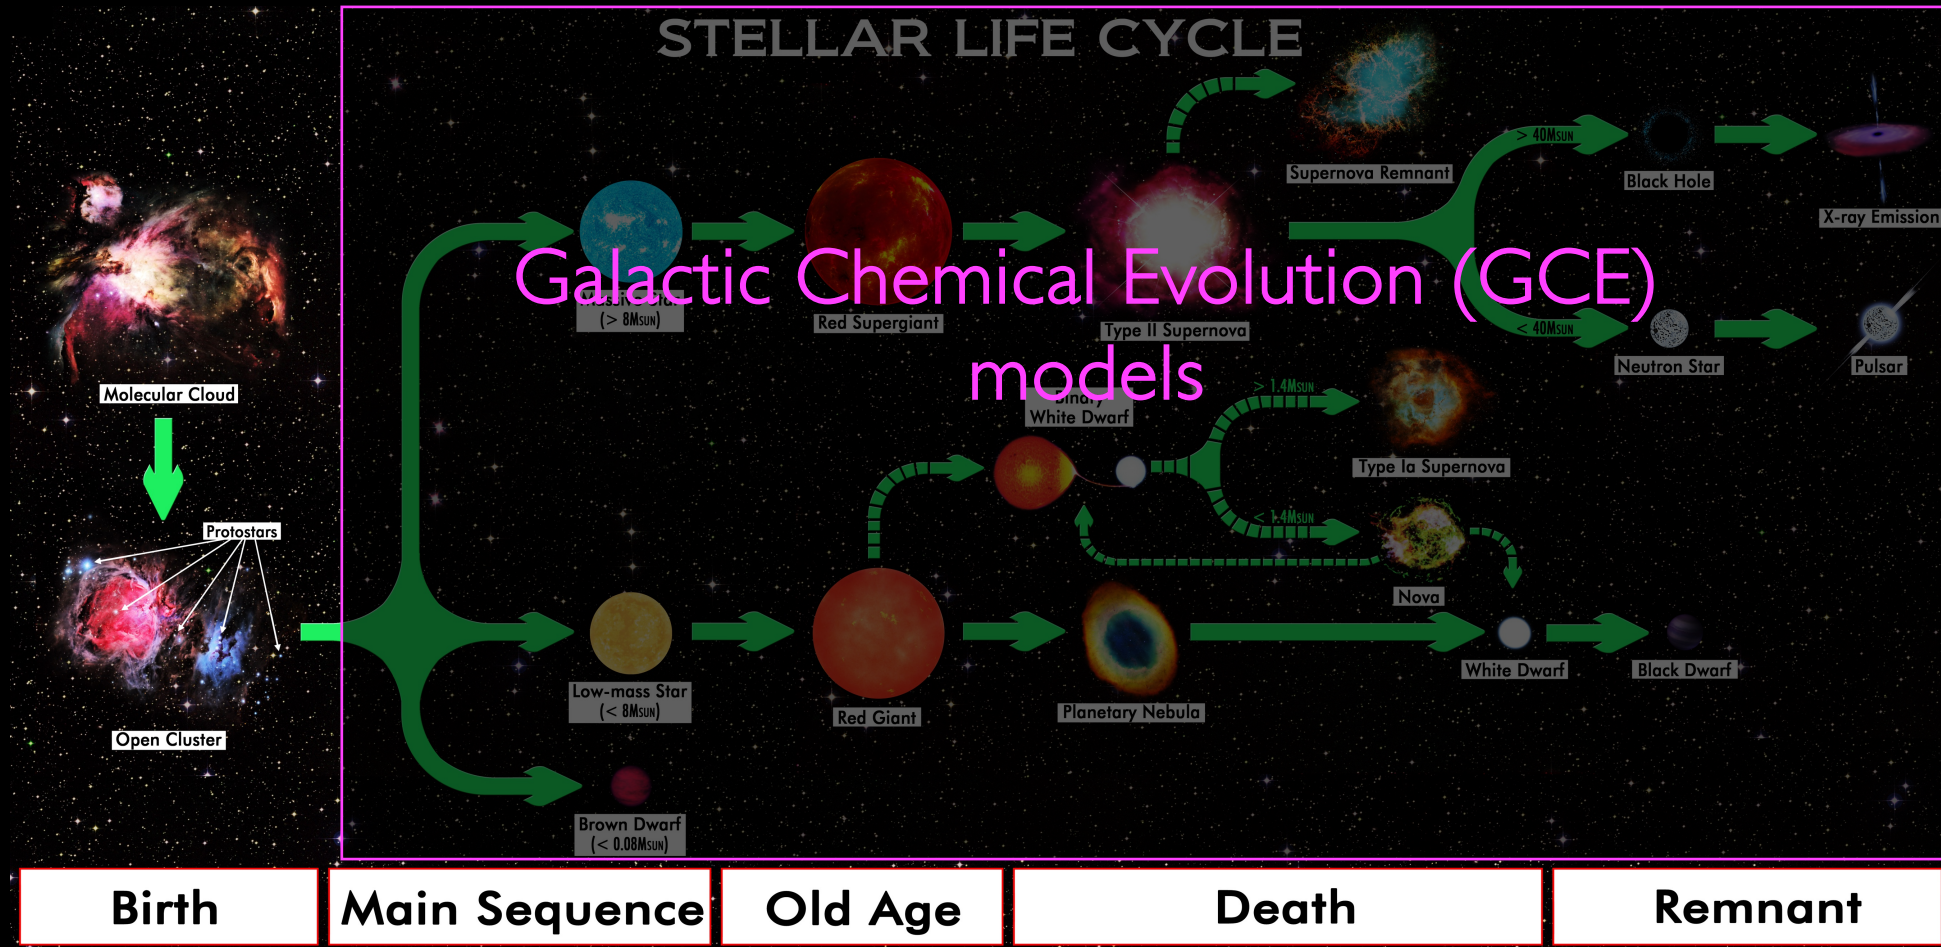 STELLAR LIFE CYCLE
Galactic Chemical Evolution (GCE)
models
Molecular Cloud
Protostars
Open Cluster
Massive Star
(> 8MSUN)
Red Supergiant
Type II Supernova
Supernova Remnant
> 40MSUN
Black Hole
X-ray Emission
< 40MSUN
Neutron Star
Pulsar
Binary
White Dwarf
> 1.4MSUN
Type Ia Supernova
< 1.4MSUN
Nova
Low-mass Star
(< 8MSUN)
Red Giant
Planetary Nebula
White Dwarf
Black Dwarf
Brown Dwarf
(< 0.08MSUN)
Birth
Main Sequence
Old Age
Death
Remnant